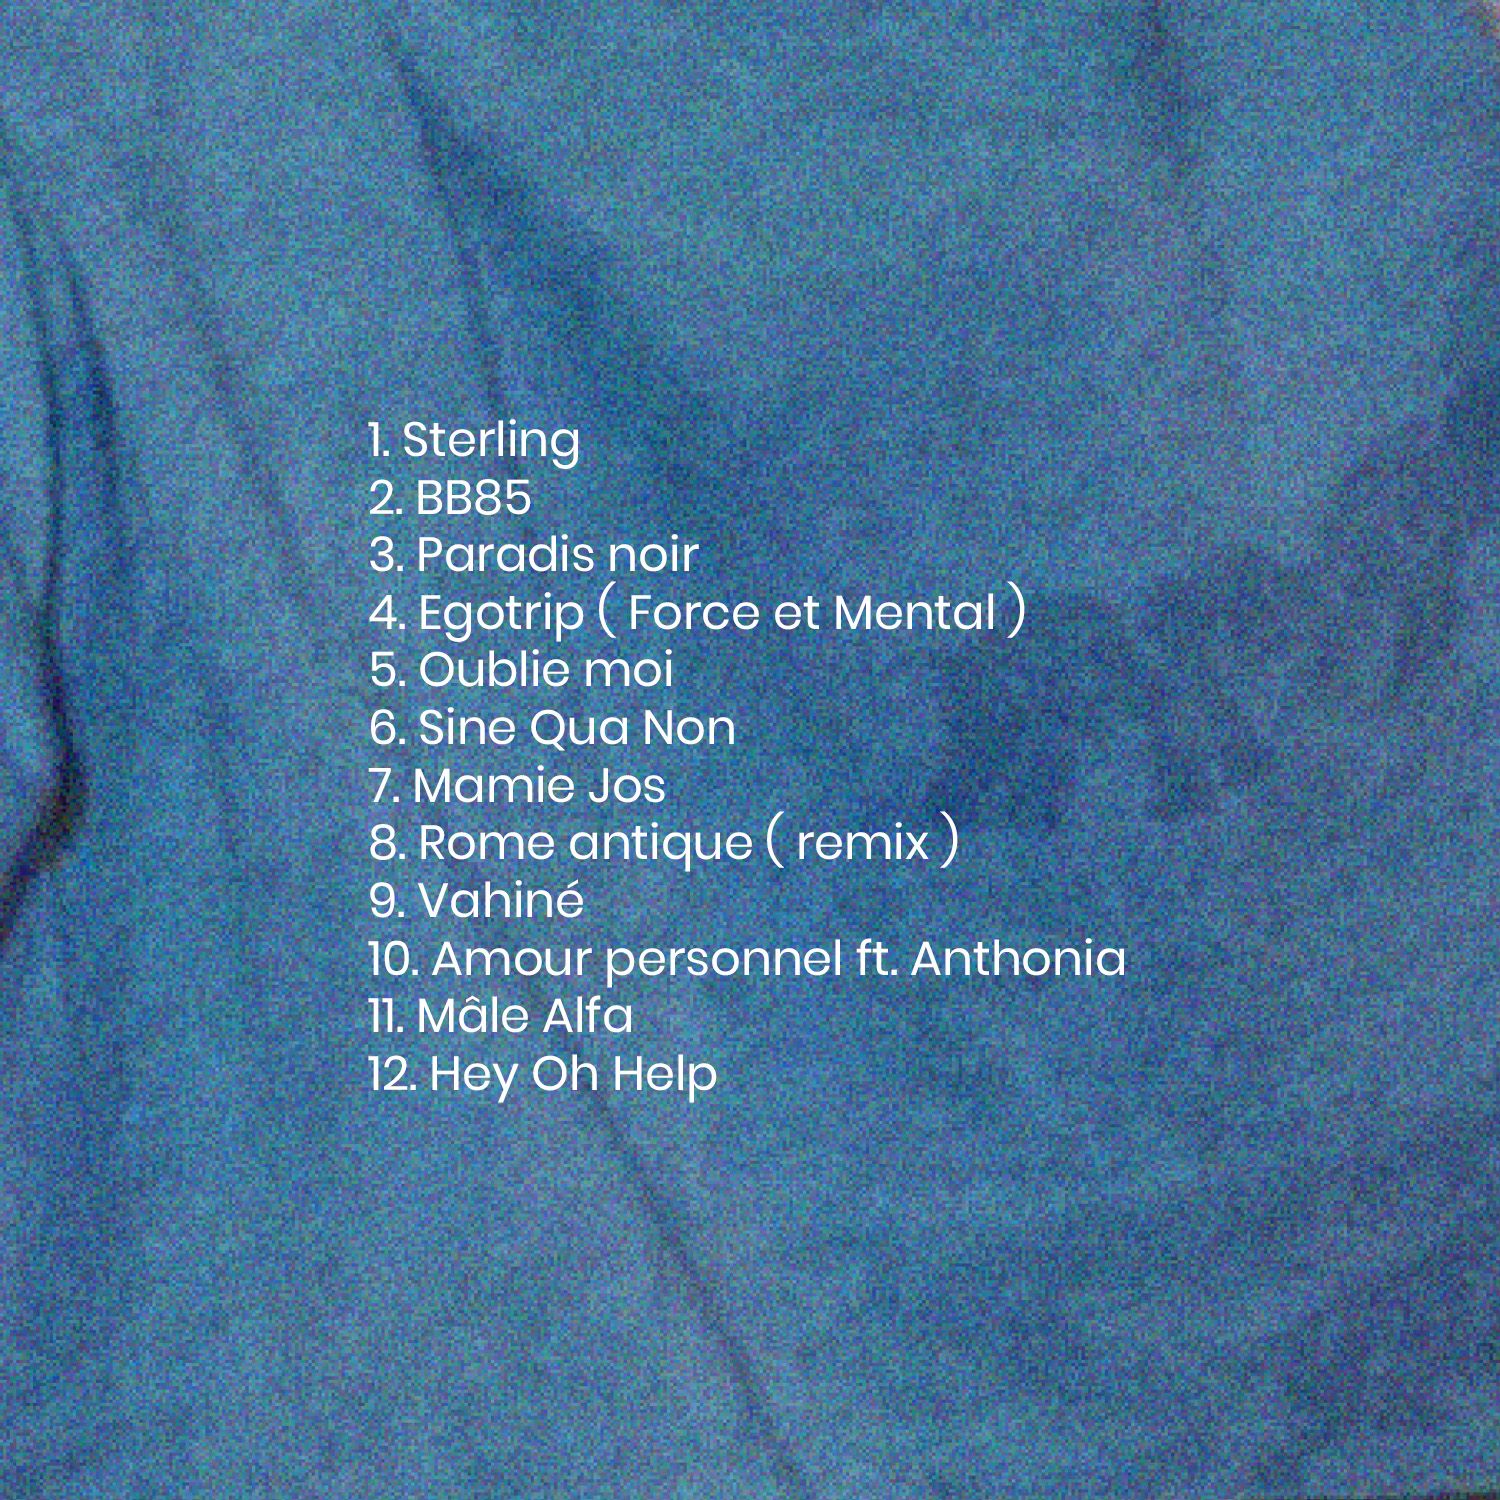 1. Sterling
2. BB85
3. Paradis noir
4. Egotrip ( Force et Mental )
5. Oublie moi
6. Sine Qua Non
7. Mamie Jos
8. Rome antique ( remix )
9. Vahiné
10. Amour personnel ft. Anthonia
11. Mâle Alfa
12. Hey Oh Help